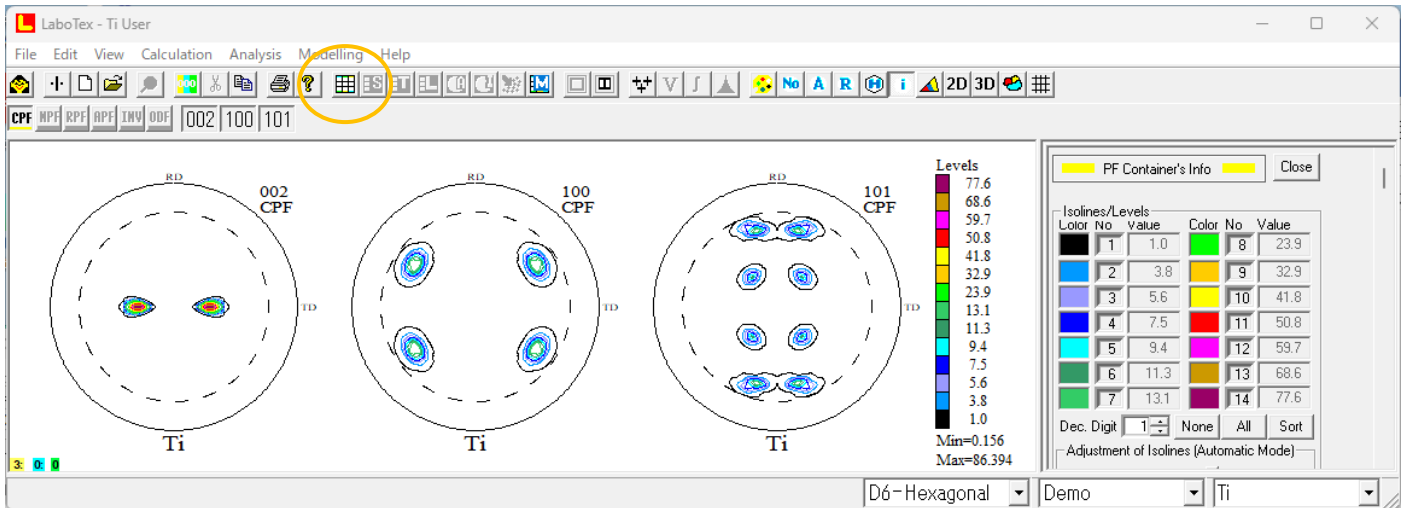 LaboTex - Ti User
File Edit View Calculation Analysis Modelling Help
No A R H i 2D 3D
CPF NPF RPF APF INV ODF 002 100 101
RD
002
CPF
TD
Ti
RD
100
CPF
TD
Ti
RD
101
CPF
TD
Ti
Levels
77.6
68.6
59.7
50.8
41.8
32.9
23.9
13.1
11.3
9.4
7.5
5.6
3.8
1.0
Min=0.156
Max=86.394
3: 0: 0
PF Container's Info Close
Isolines/Levels
Color No Value Color No Value
1 1.0 8 23.9
2 3.8 9 32.9
3 5.6 10 41.8
4 7.5 11 50.8
5 9.4 12 59.7
6 11.3 13 68.6
7 13.1 14 77.6
Dec. Digit 1 None All Sort
Adjustment of Isolines (Automatic Mode)
D6-Hexagonal Demo Ti